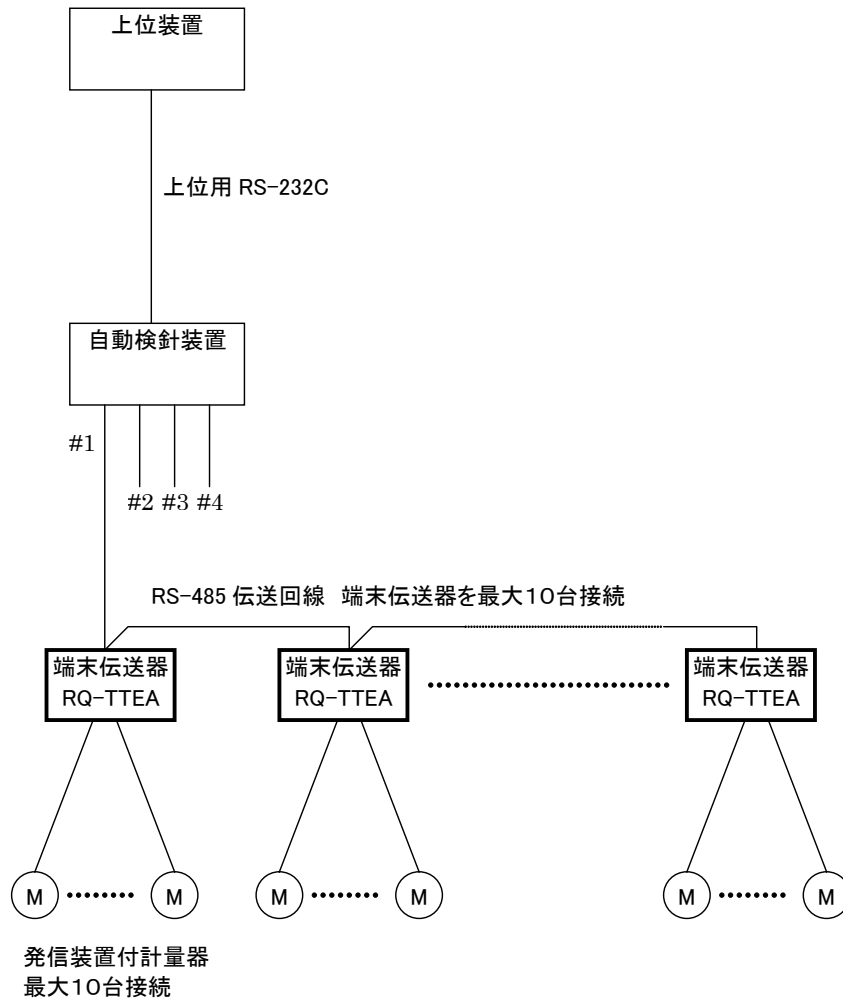 上位装置
上位用 RS-232C
自動検針装置
#1
#2 #3 #4
RS-485 伝送回線 端末伝送器を最大10台接続
端末伝送器
RQ-TTEA
端末伝送器
RQ-TTEA
端末伝送器
RQ-TTEA
M
M
M
M
M
M
発信装置付計量器
最大10台接続